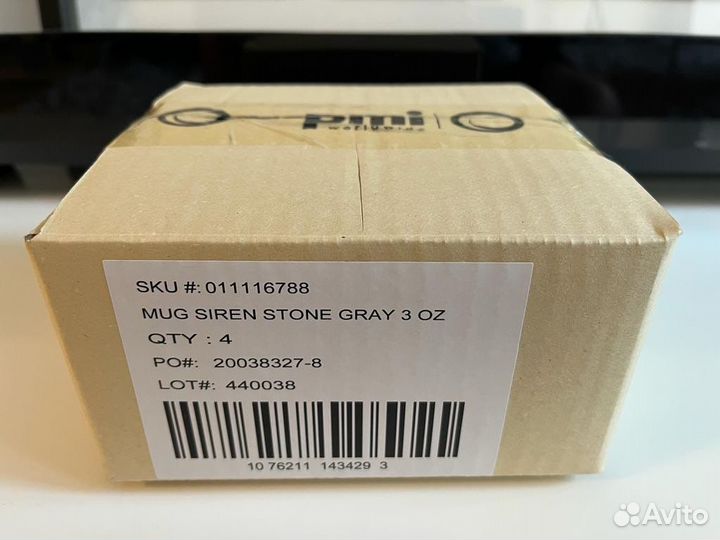 pmi
SKU #: 011116788
MUG SIREN STONE GRAY 3 OZ
QTY : 4
PO#: 20038327-8
LOT#: 440038
10 76211 143429 3
Avito